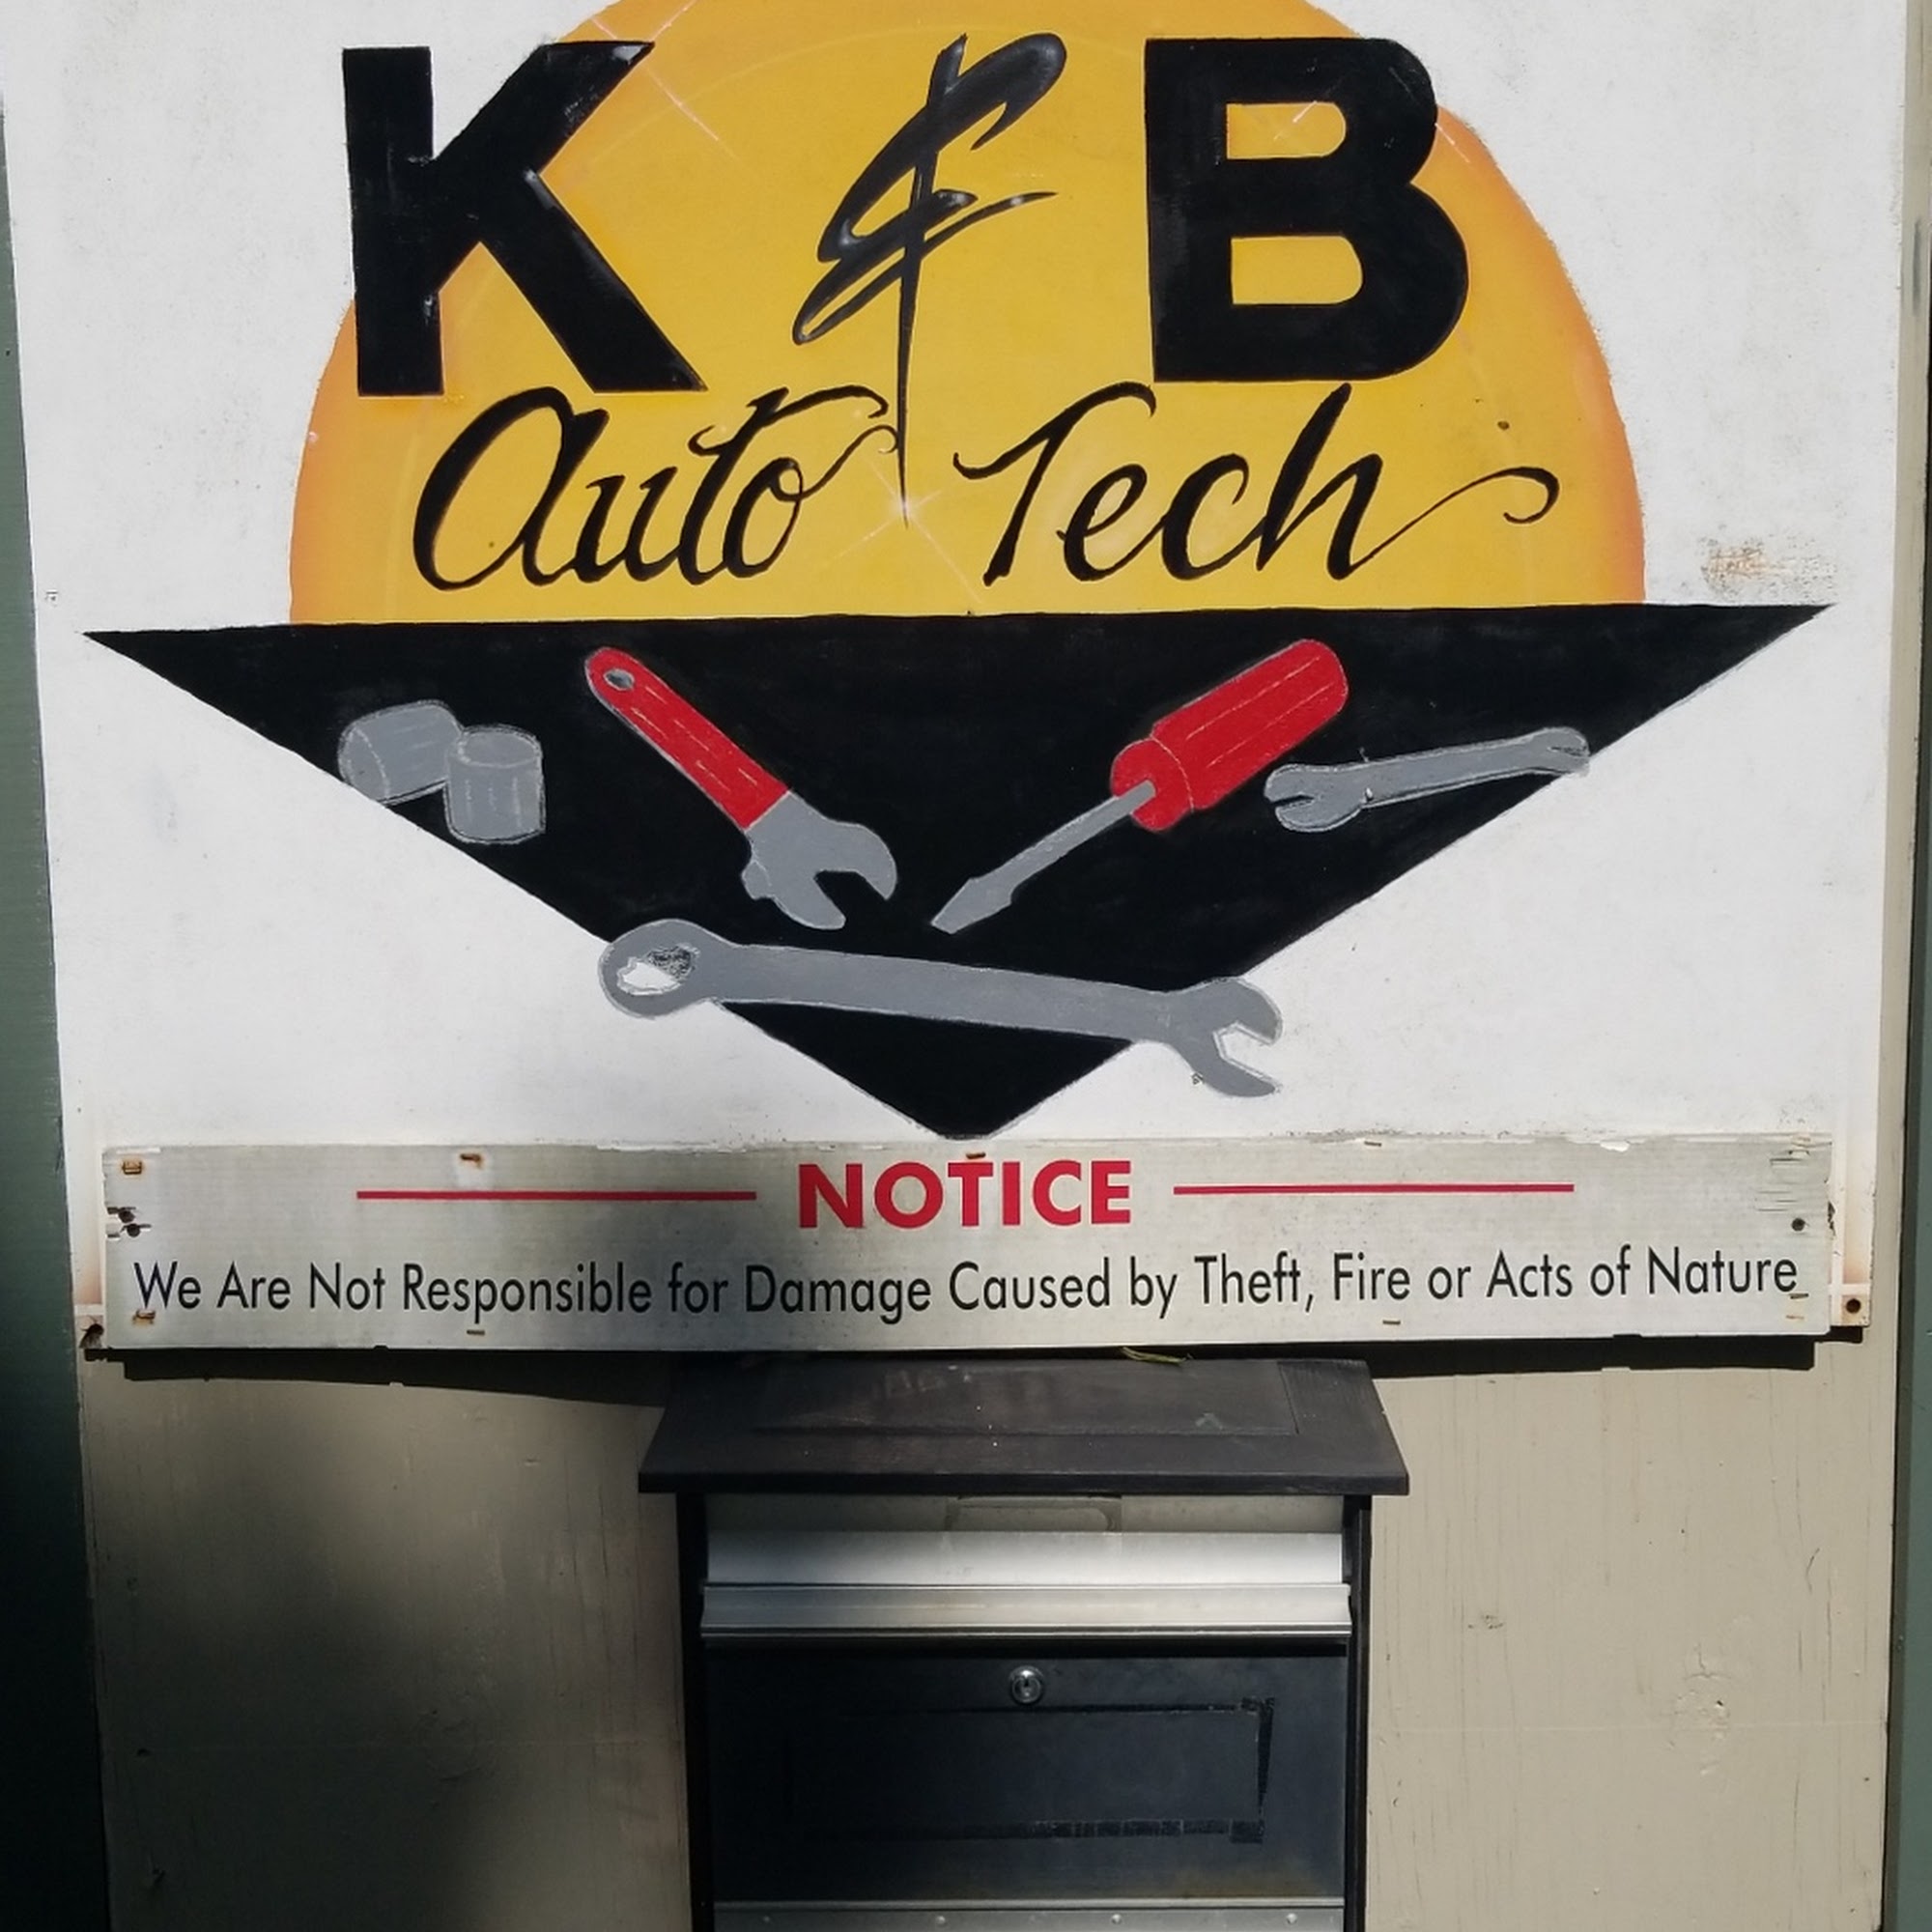 K & B
Auto Tech
NOTICE
We Are Not Responsible for Damage Caused by Theft, Fire or Acts of Nature